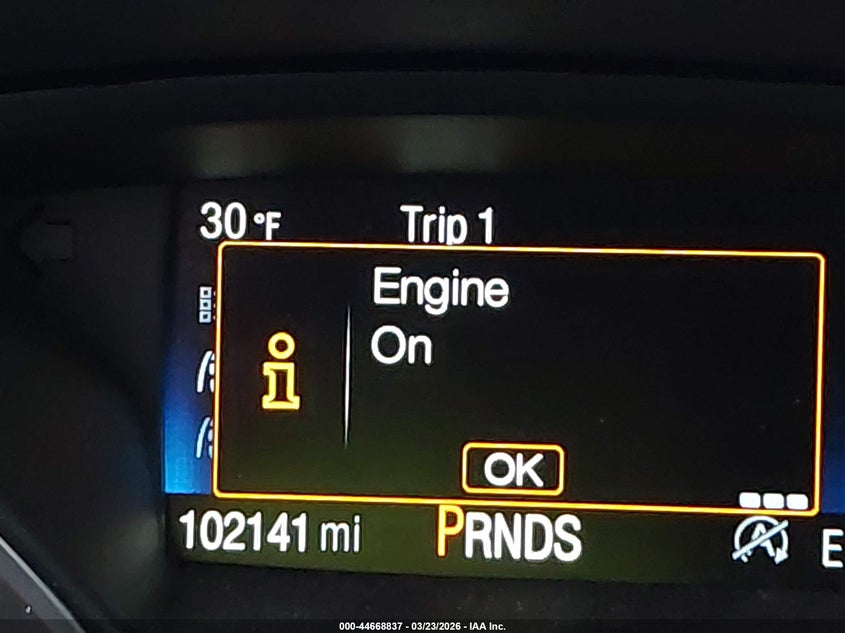 30 °F Trip 1
Engine
On
OK
102141 mi PRNDS
A
E
000-44668837 - 03/23/2026 - IAA Inc.